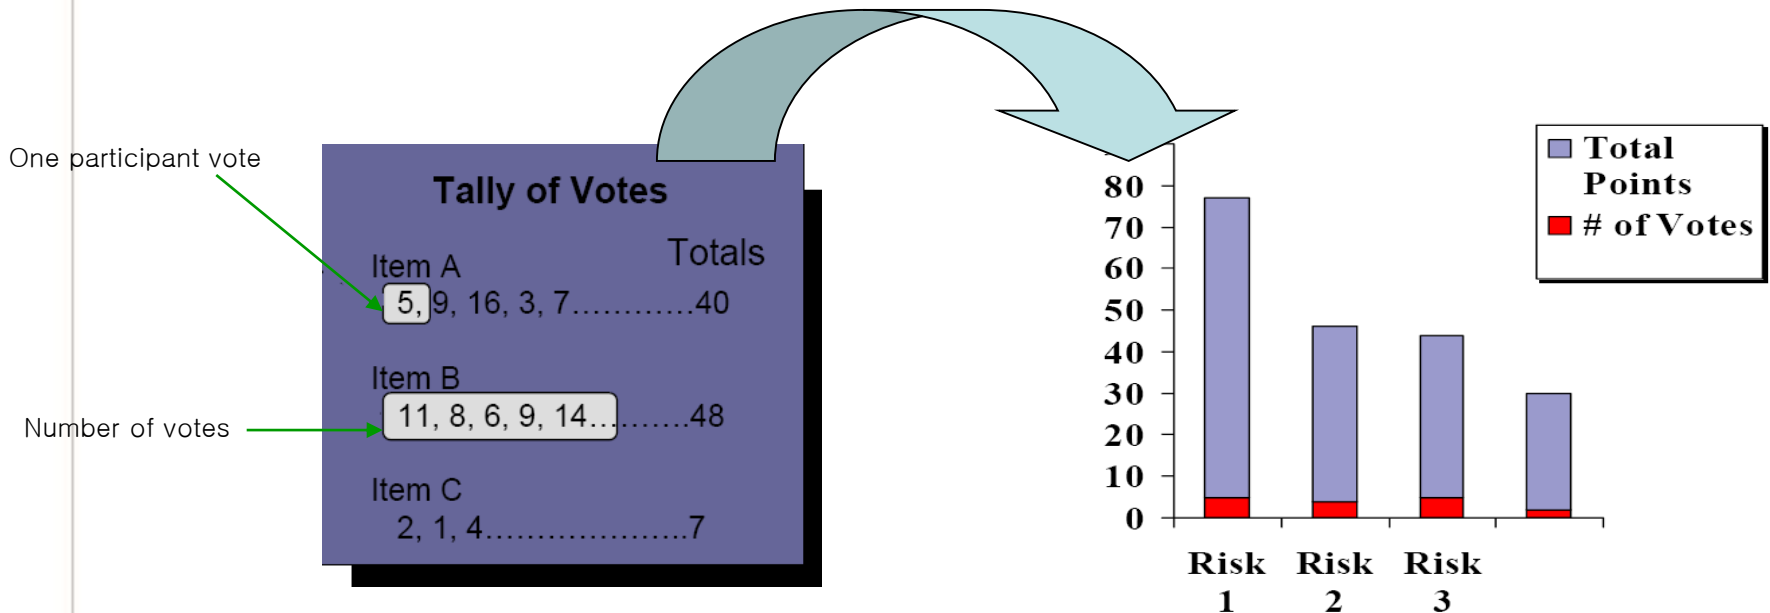 One participant vote
Number of votes
Tally of Votes
Totals
Item A
5, 9, 16, 3, 7............40
Item B
11, 8, 6, 9, 14..........48
Item C
2, 1, 4....................7
80
70
60
50
40
30
20
10
0
Risk
1
Risk
2
Risk
3
Total
Points
# of Votes